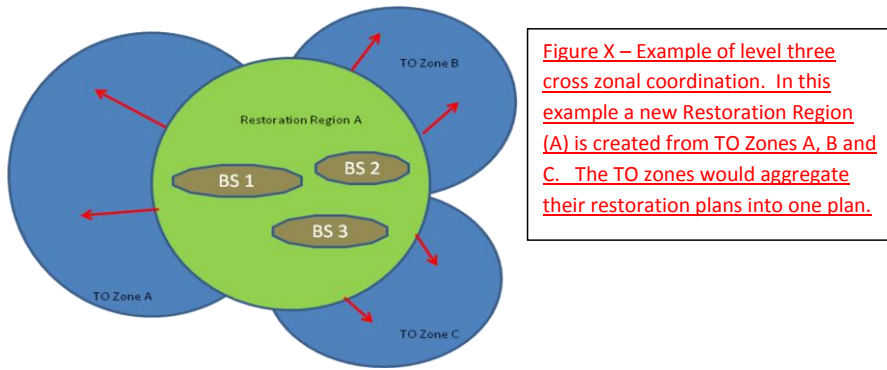 TO Zone B
Restoration Region A
BS 1
BS 2
BS 3
TO Zone A
TO Zone C
Figure X – Example of level three
cross zonal coordination.  In this
example a new Restoration Region
(A) is created from TO Zones A, B and
C.   The TO zones would aggregate
their restoration plans into one plan.